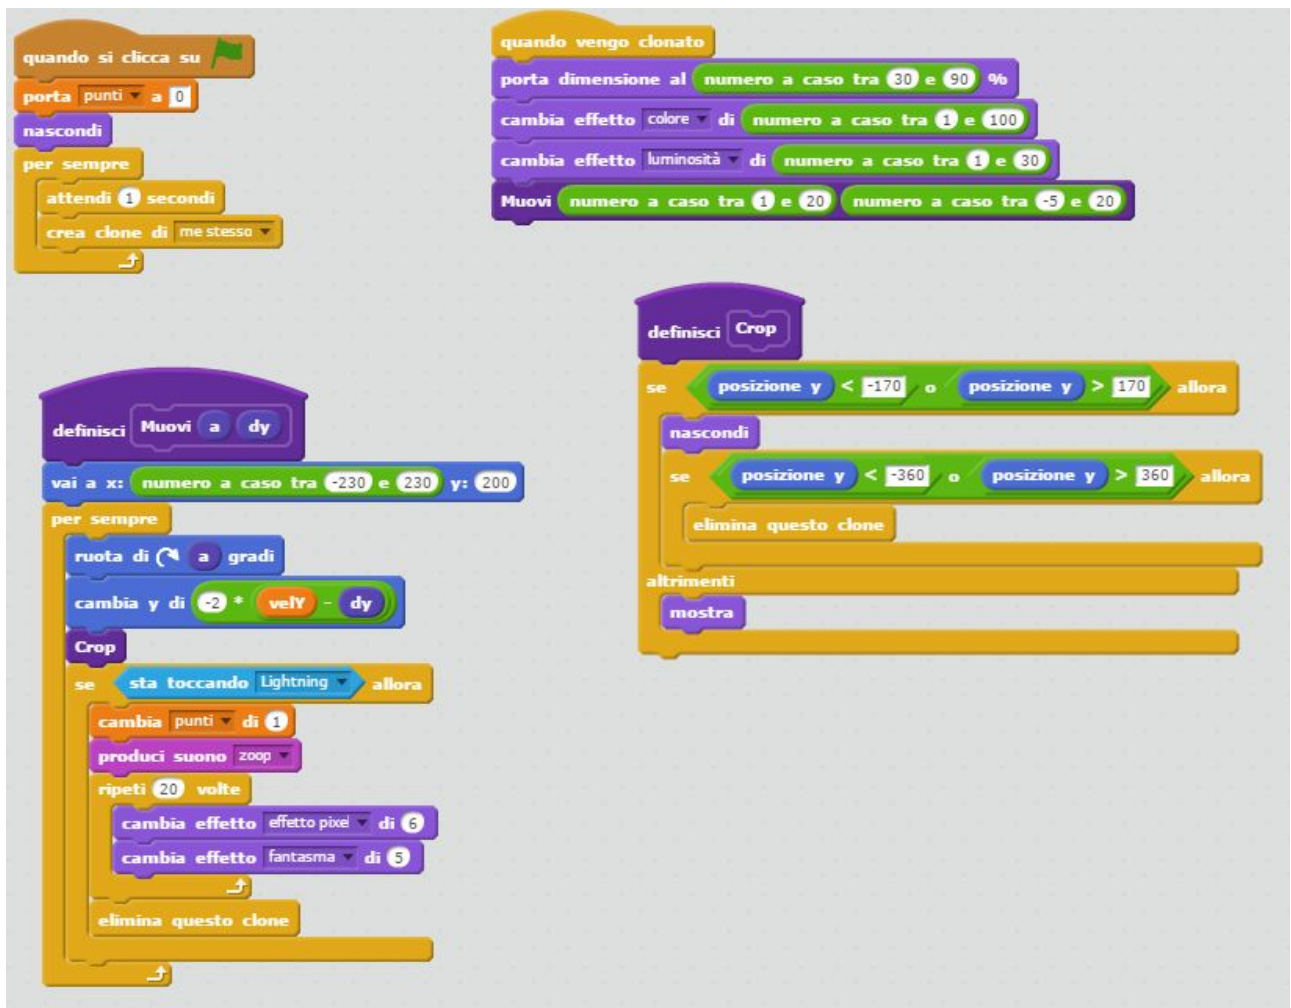 quando si clicca su
porta punti a 0
nascondi
per sempre
attendi 1 secondi
crea clone di me stesso
quando vengo clonato
porta dimensione al numero a caso tra 30 e 90 %
cambia effetto colore di numero a caso tra 1 e 100
cambia effetto luminosità di numero a caso tra 1 e 30
Muovi numero a caso tra 1 e 20 numero a caso tra -5 e 20
definisci Muovi a dy
vai a x: numero a caso tra -230 e 230 y: 200
per sempre
ruota di a gradi
cambia y di -2 * velY - dy
Crop
se sta toccando Lightning allora
cambia punti di 1
produci suono zoop
ripeti 20 volte
cambia effetto effetto pixel di 6
cambia effetto fantasma di 5
elimina questo clone
definisci Crop
se posizione y < -170 o posizione y > 170 allora
nascondi
se posizione y < -360 o posizione y > 360 allora
elimina questo clone
altrimenti
mostra